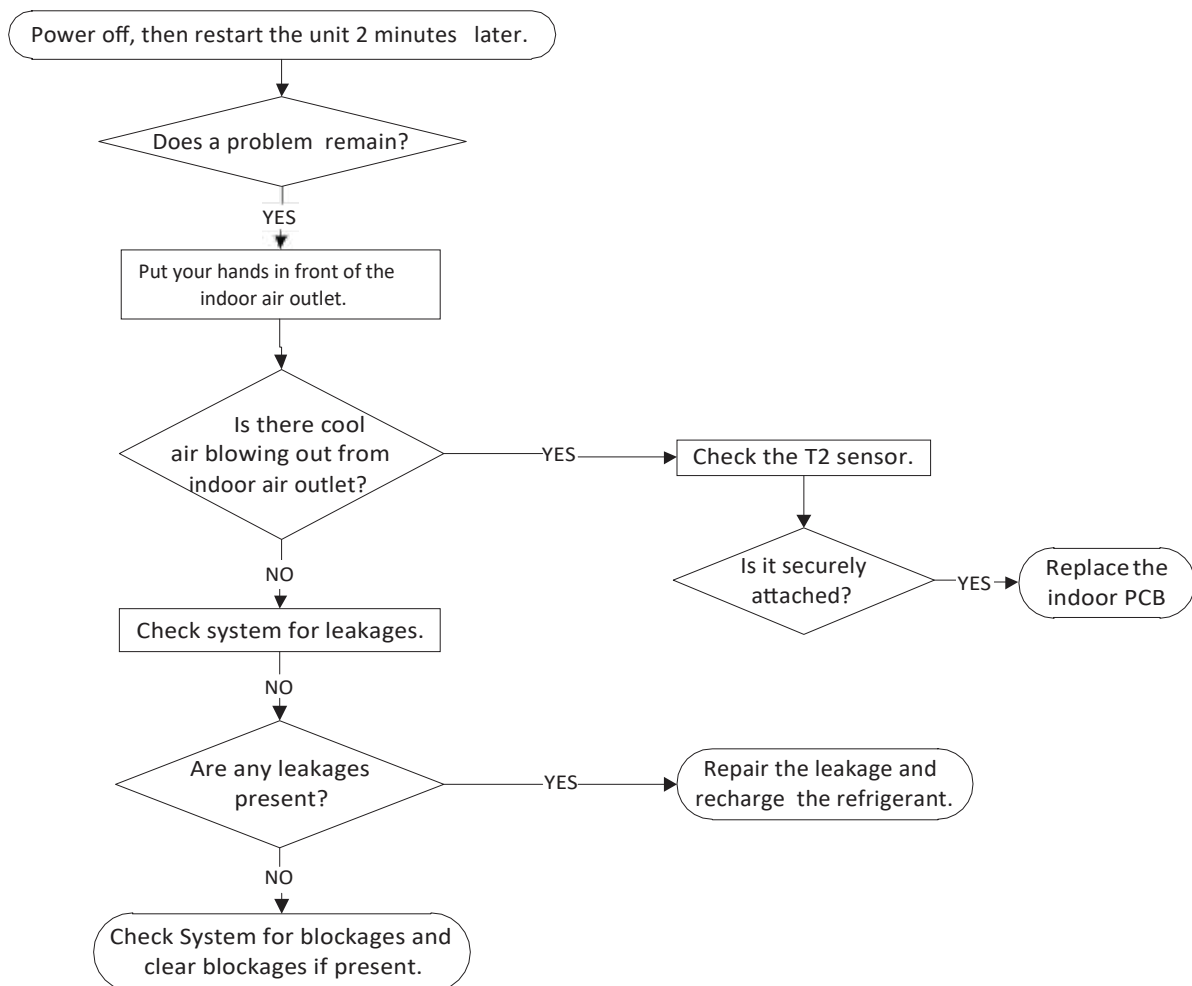 Power off, then restart the unit 2 minutes later.
Does a problem remain?
YES
Put your hands in front of the
indoor air outlet.
Is there cool
air blowing out from
indoor air outlet?
YES
Check the T2 sensor.
Is it securely
attached?
YES
Replace the
indoor PCB
NO
Check system for leakages.
NO
Are any leakages
present?
YES
Repair the leakage and
recharge the refrigerant.
NO
Check System for blockages and
clear blockages if present.